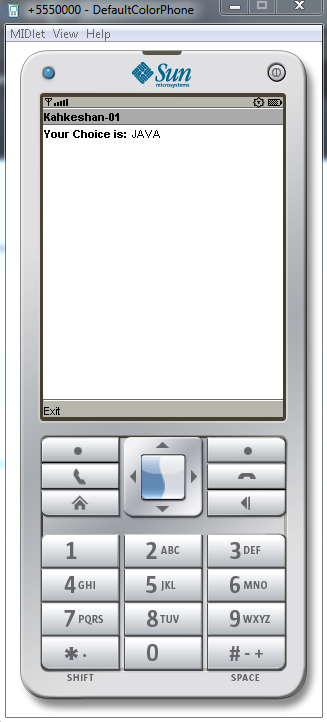 +5550000 - DefaultColorPhone
MIDlet View Help
Sun
microsystems
Kahkeshan-01
Your Choice is: JAVA
Exit
1 2 ABC 3 DEF
4 GHI 5 JKL 6 MNO
7 PQRS 8 TUV 9 WXYZ
* . 0 # - +
SHIFT SPACE